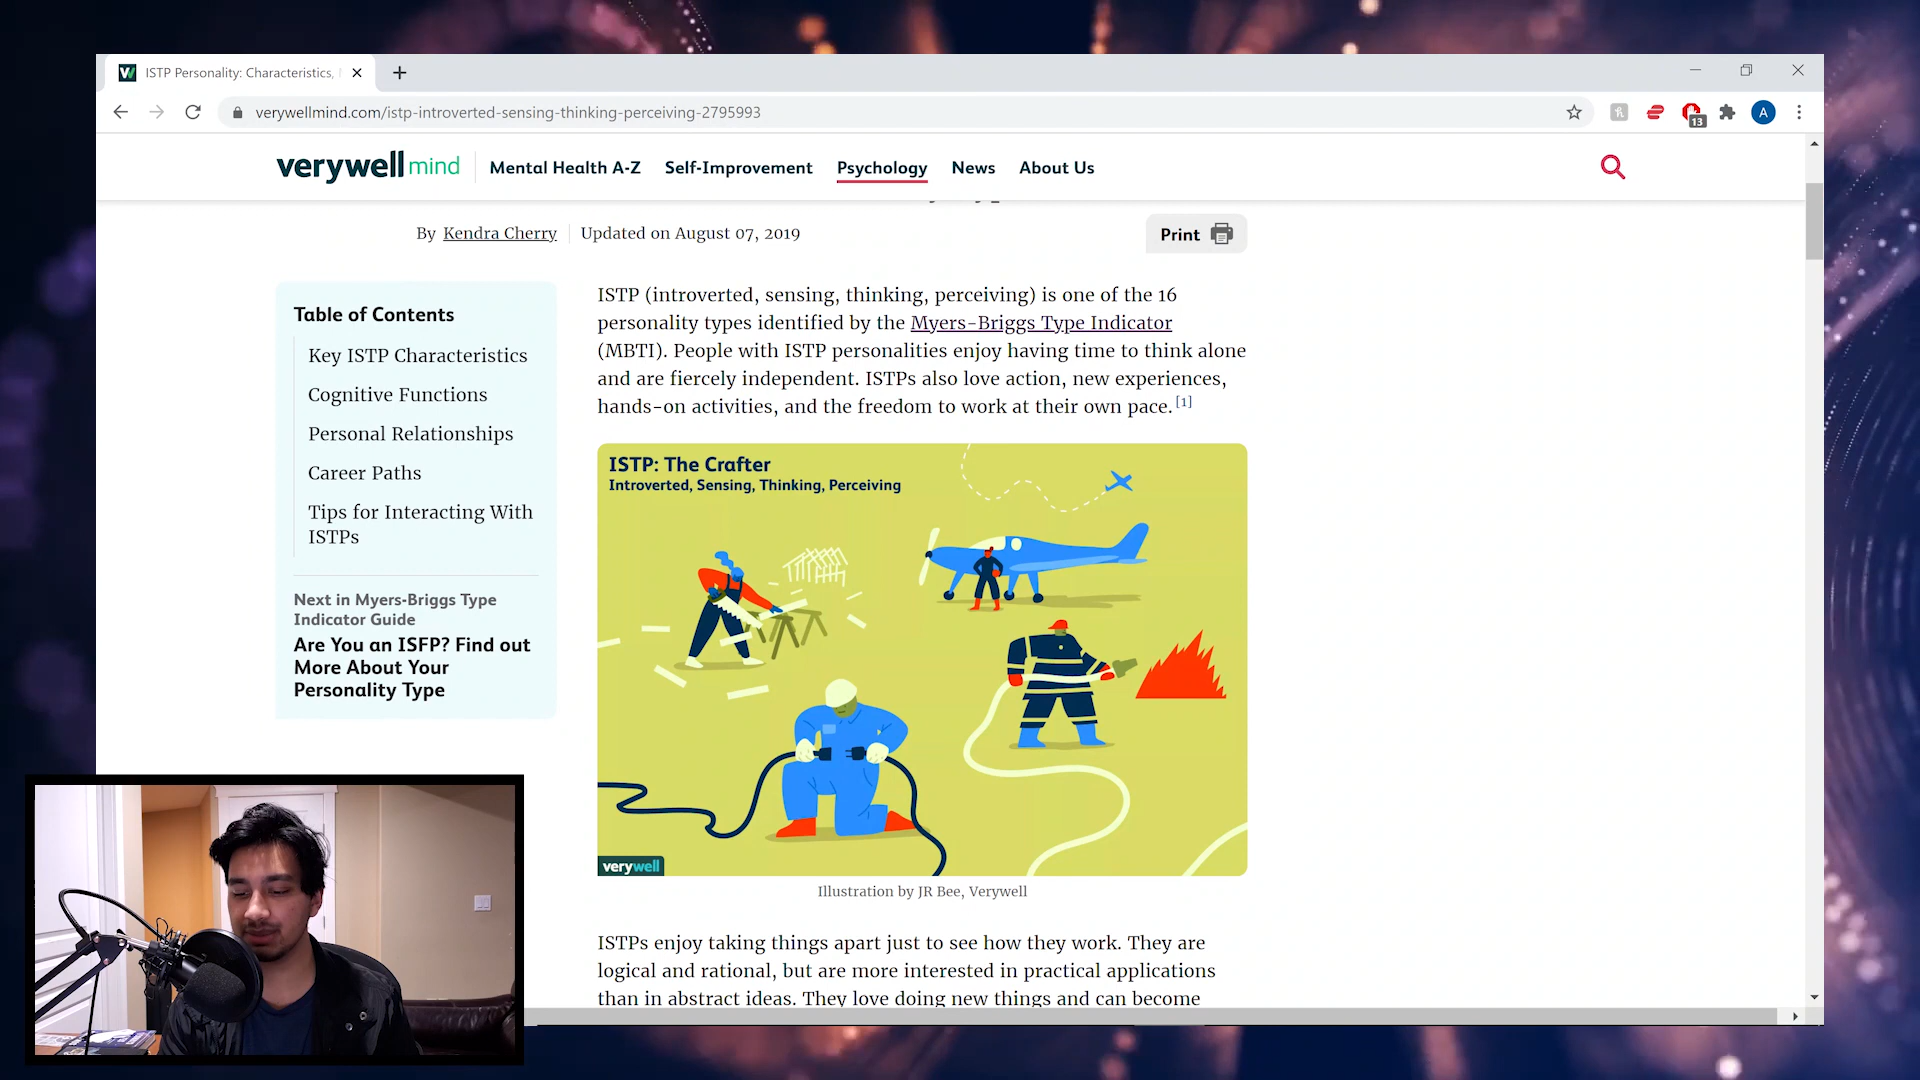 ISTP Personality: Characteristics,
verywellmind.com/istp-introverted-sensing-thinking-perceiving-2795993
13
A
verywell mind
Mental Health A-Z
Self-Improvement
Psychology
News
About Us
By Kendra Cherry
Updated on August 07, 2019
Print
Table of Contents
Key ISTP Characteristics
Cognitive Functions
Personal Relationships
Career Paths
Tips for Interacting With
ISTPs
Next in Myers-Briggs Type
Indicator Guide
Are You an ISFP? Find out
More About Your
Personality Type
ISTP (introverted, sensing, thinking, perceiving) is one of the 16
personality types identified by the Myers-Briggs Type Indicator
(MBTI). People with ISTP personalities enjoy having time to think alone
and are fiercely independent. ISTPs also love action, new experiences,
hands-on activities, and the freedom to work at their own pace. [1]
ISTP: The Crafter
Introverted, Sensing, Thinking, Perceiving
verywell
Illustration by JR Bee, Verywell
ISTPs enjoy taking things apart just to see how they work. They are
logical and rational, but are more interested in practical applications
than in abstract ideas. They love doing new things and can become